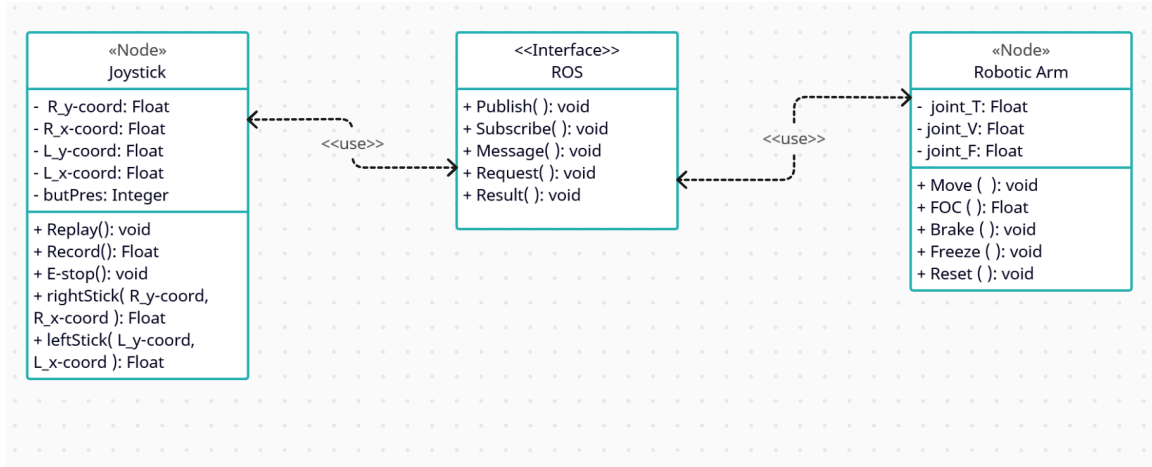 «Node»
Joystick
- R_y-coord: Float
- R_x-coord: Float
- L_y-coord: Float
- L_x-coord: Float
- butPres: Integer
+ Replay(): void
+ Record(): Float
+ E-stop(): void
+ rightStick( R_y-coord,
R_x-coord ): Float
+ leftStick( L_y-coord,
L_x-coord ): Float
<<use>>
<<Interface>>
ROS
+ Publish( ): void
+ Subscribe( ): void
+ Message( ): void
+ Request( ): void
+ Result( ): void
<<use>>
«Node»
Robotic Arm
- joint_T: Float
- joint_V: Float
- joint_F: Float
+ Move (  ): void
+ FOC ( ): Float
+ Brake ( ): void
+ Freeze ( ): void
+ Reset ( ): void